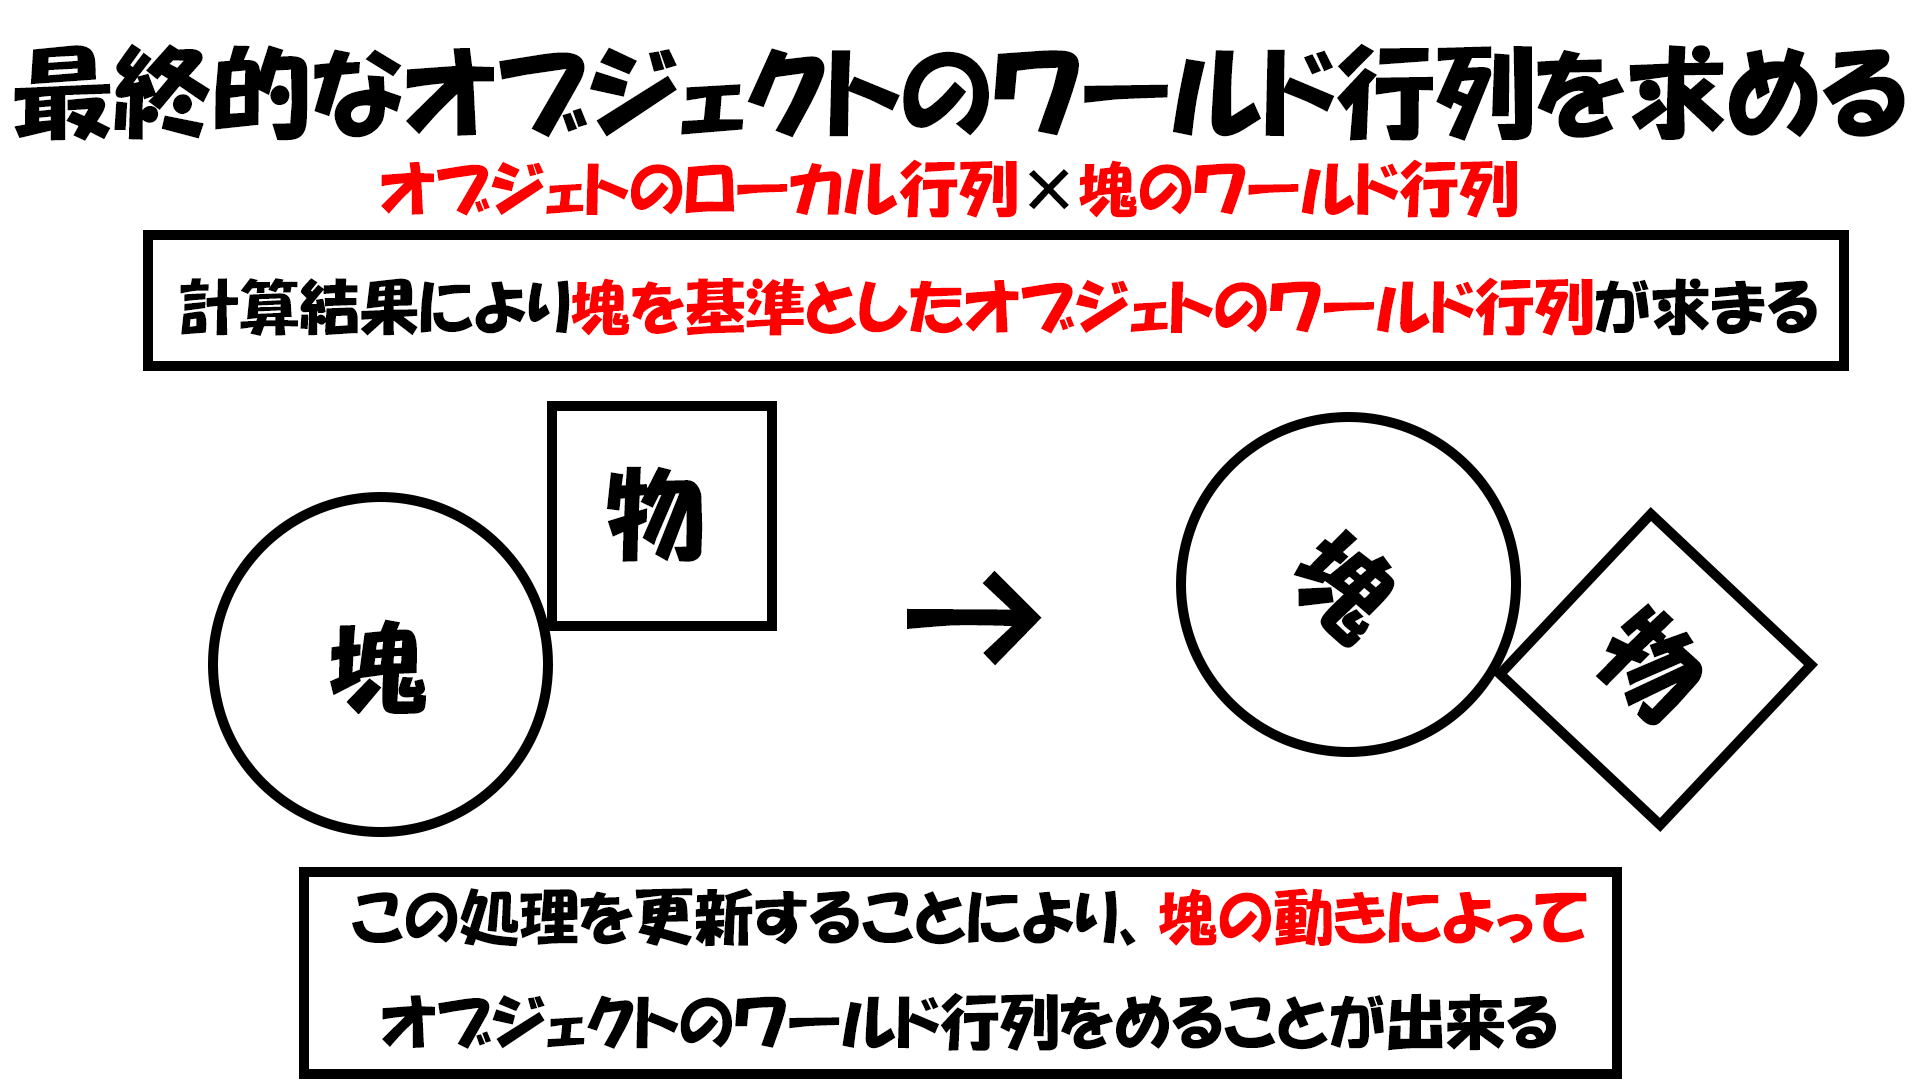 最終的なオブジェクトのワールド行列を求める
オブジェトのローカル行列×塊のワールド行列
計算結果により塊を基準としたオブジェトのワールド行列が求まる
物
塊
→
塊
物
この処理を更新することにより、塊の動きによって
オブジェクトのワールド行列をめることが出来る